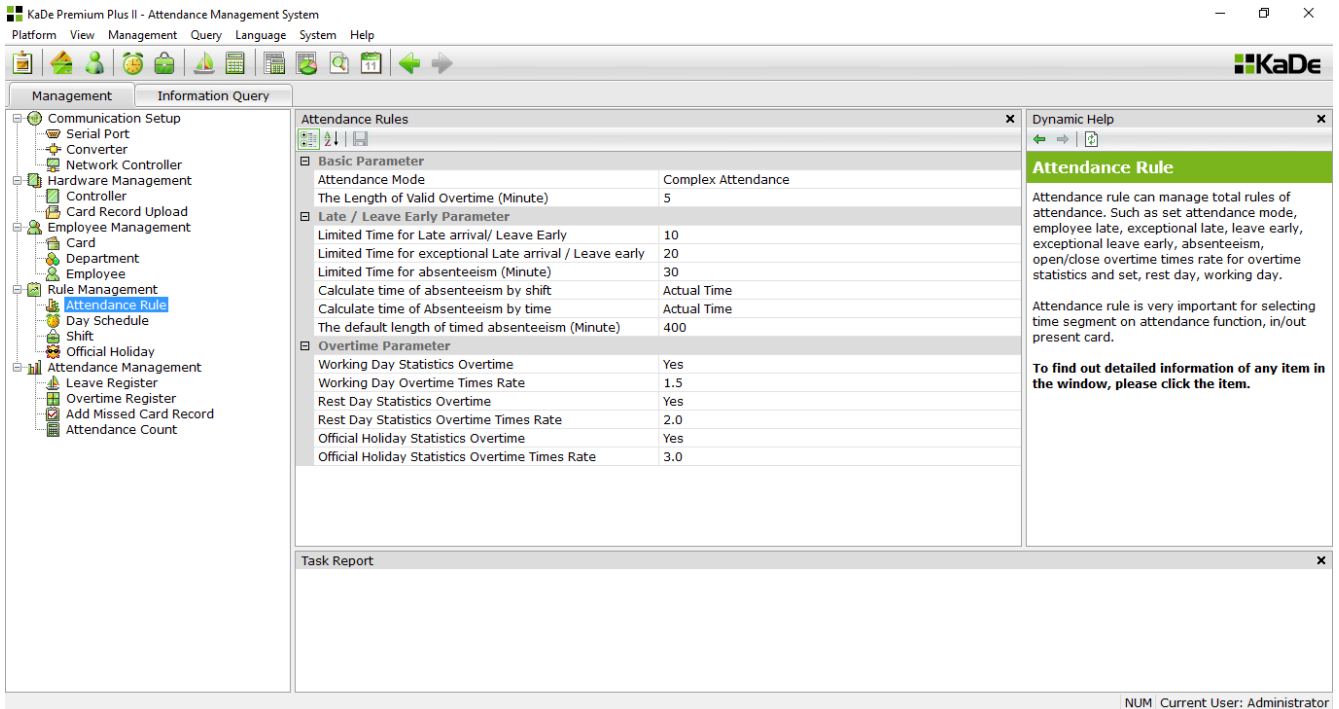 KaDe Premium Plus II - Attendance Management System
Platform View Management Query Language System Help
11
KaDe
Management Information Query
Communication Setup
Serial Port
Converter
Network Controller
Hardware Management
Controller
Card Record Upload
Employee Management
Card
Department
Employee
Rule Management
Attendance Rule
Day Schedule
Shift
Official Holiday
Attendance Management
Leave Register
Overtime Register
Add Missed Card Record
Attendance Count
Attendance Rules
Basic Parameter
Attendance Mode Complex Attendance
The Length of Valid Overtime (Minute) 5
Late / Leave Early Parameter
Limited Time for Late arrival/ Leave Early 10
Limited Time for exceptional Late arrival / Leave early 20
Limited Time for absenteeism (Minute) 30
Calculate time of absenteeism by shift Actual Time
Calculate time of Absenteeism by time Actual Time
The default length of timed absenteeism (Minute) 400
Overtime Parameter
Working Day Statistics Overtime Yes
Working Day Overtime Times Rate 1.5
Rest Day Statistics Overtime Yes
Rest Day Statistics Overtime Times Rate 2.0
Official Holiday Statistics Overtime Yes
Official Holiday Statistics Overtime Times Rate 3.0
Dynamic Help
Attendance Rule
Attendance rule can manage total rules of
attendance. Such as set attendance mode,
employee late, exceptional late, leave early,
exceptional leave early, absenteeism,
open/close overtime times rate for overtime
statistics and set, rest day, working day.
Attendance rule is very important for selecting
time segment on attendance function, in/out
present card.
To find out detailed information of any item in
the window, please click the item.
Task Report
NUM Current User: Administrator